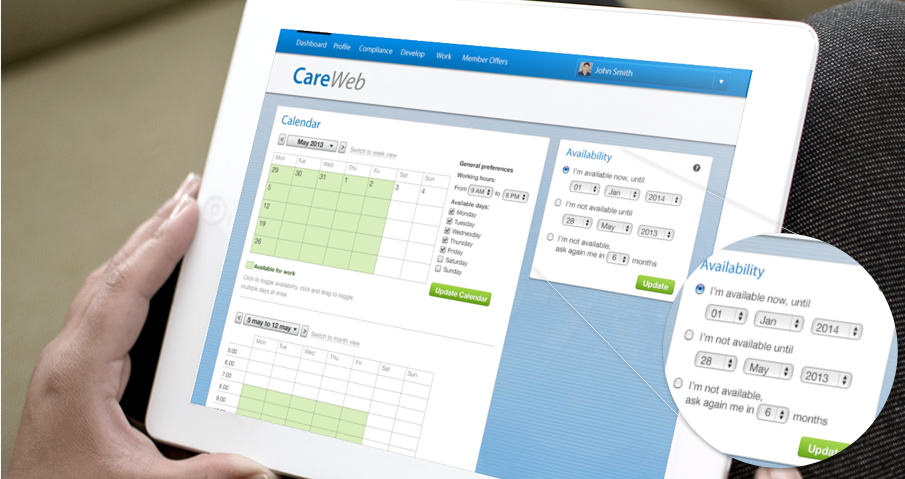 Dashboard Profile Compliance Develop Work Member Offers
John Smith
CareWeb
Calendar
< May 2013 > Switch to week view
Mon Tue Wed Thu Fri Sat Sun
29 30 31 1 2 3 4
5
12
19
26
Available for work
Click to toggle availability, click and drag to toggle
multiple days at once
General preferences
Working hours:
From 9 AM to 6 PM
Available days:
Monday
Tuesday
Wednesday
Thursday
Friday
Saturday
Sunday
Update Calendar
< 5 may to 12 may > Switch to month view
Mon Tue Wed Thu Fri Sat Sun
5:00
6:00
7:00
8:00
9:00
Availability ?
I'm available now, until
01 Jan 2014
I'm not available until
28 May 2013
I'm not available,
ask again me in 6 months
Update
Availability
I'm available now, until
01 Jan 2014
I'm not available until
28 May 2013
I'm not available,
ask again me in 6 months
Update